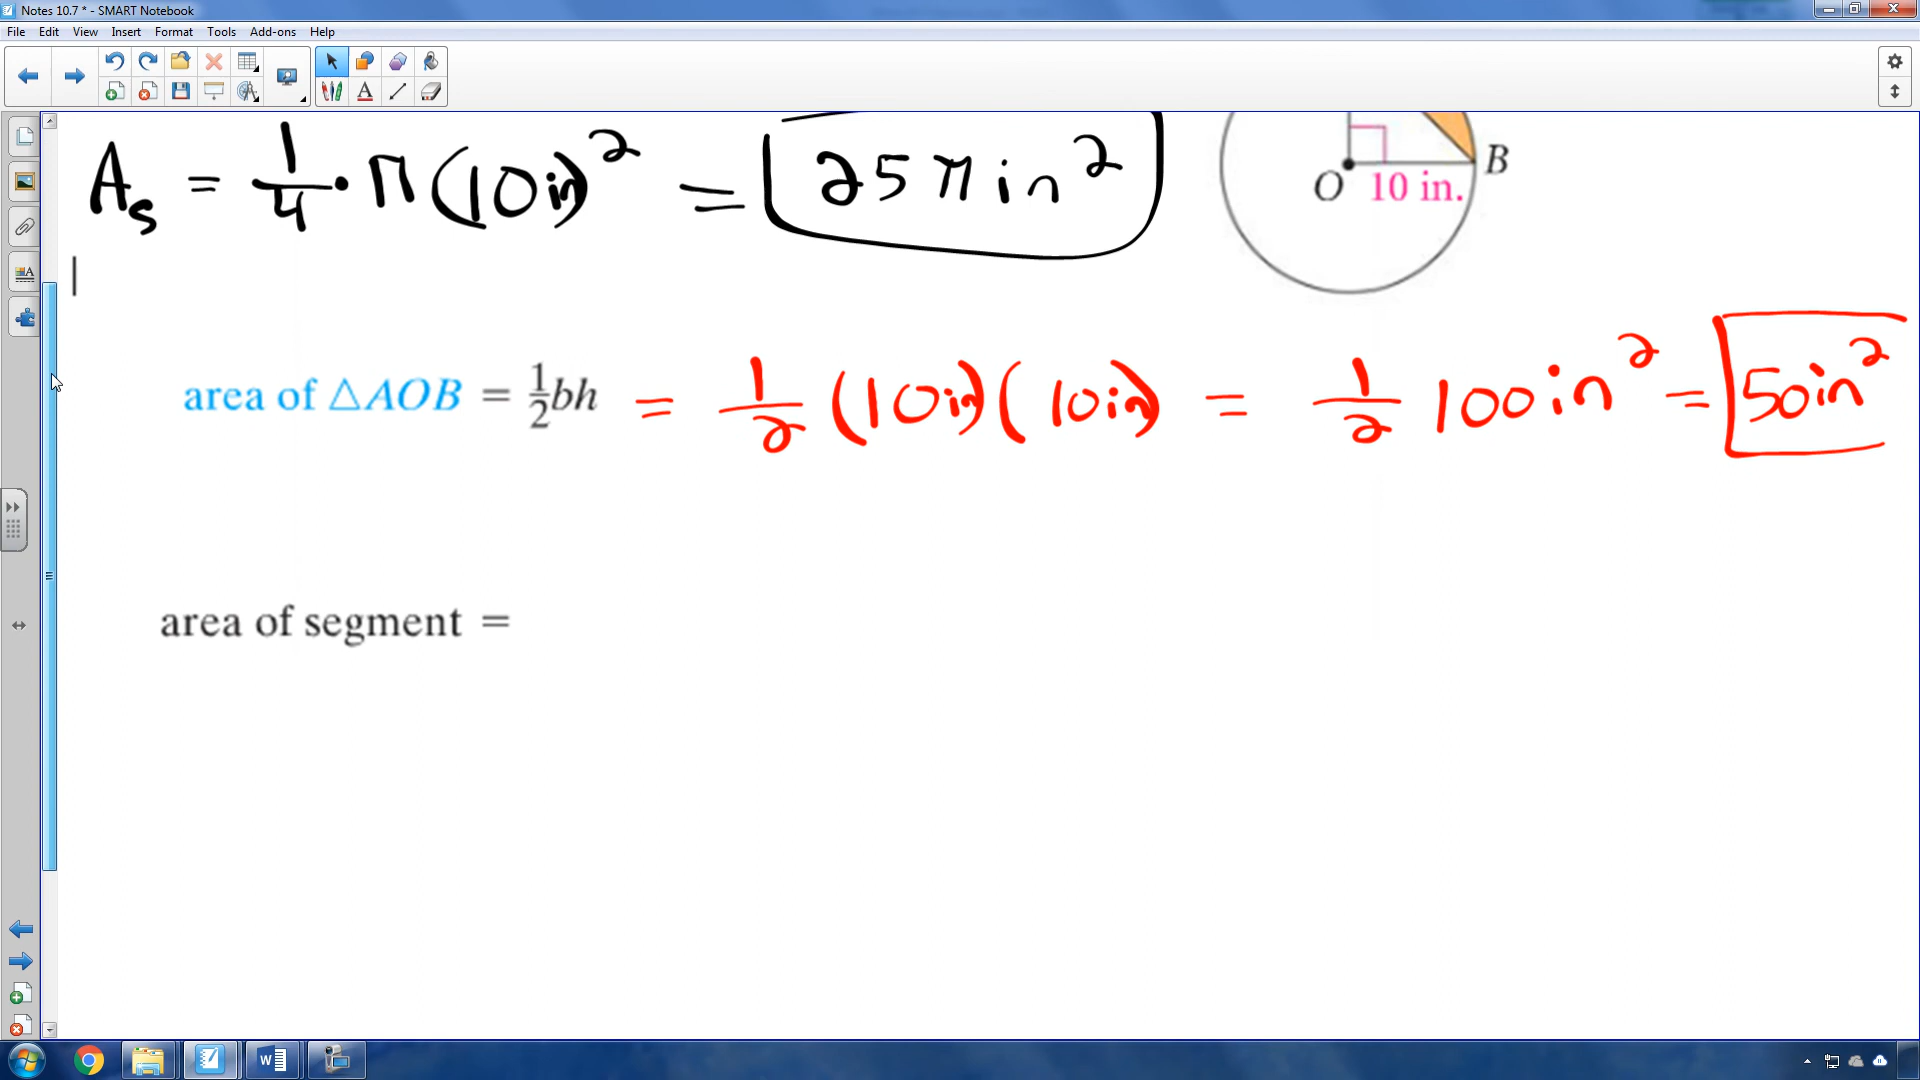 Notes 10.7 * - SMART Notebook
File Edit View Insert Format Tools Add-ons Help
As = 1/4 · π(10in)² = 25π in²
B
O 10 in.
area of △AOB = 1/2 bh = 1/2 (10in)(10in) = 1/2 100in² = 50in²
area of segment =